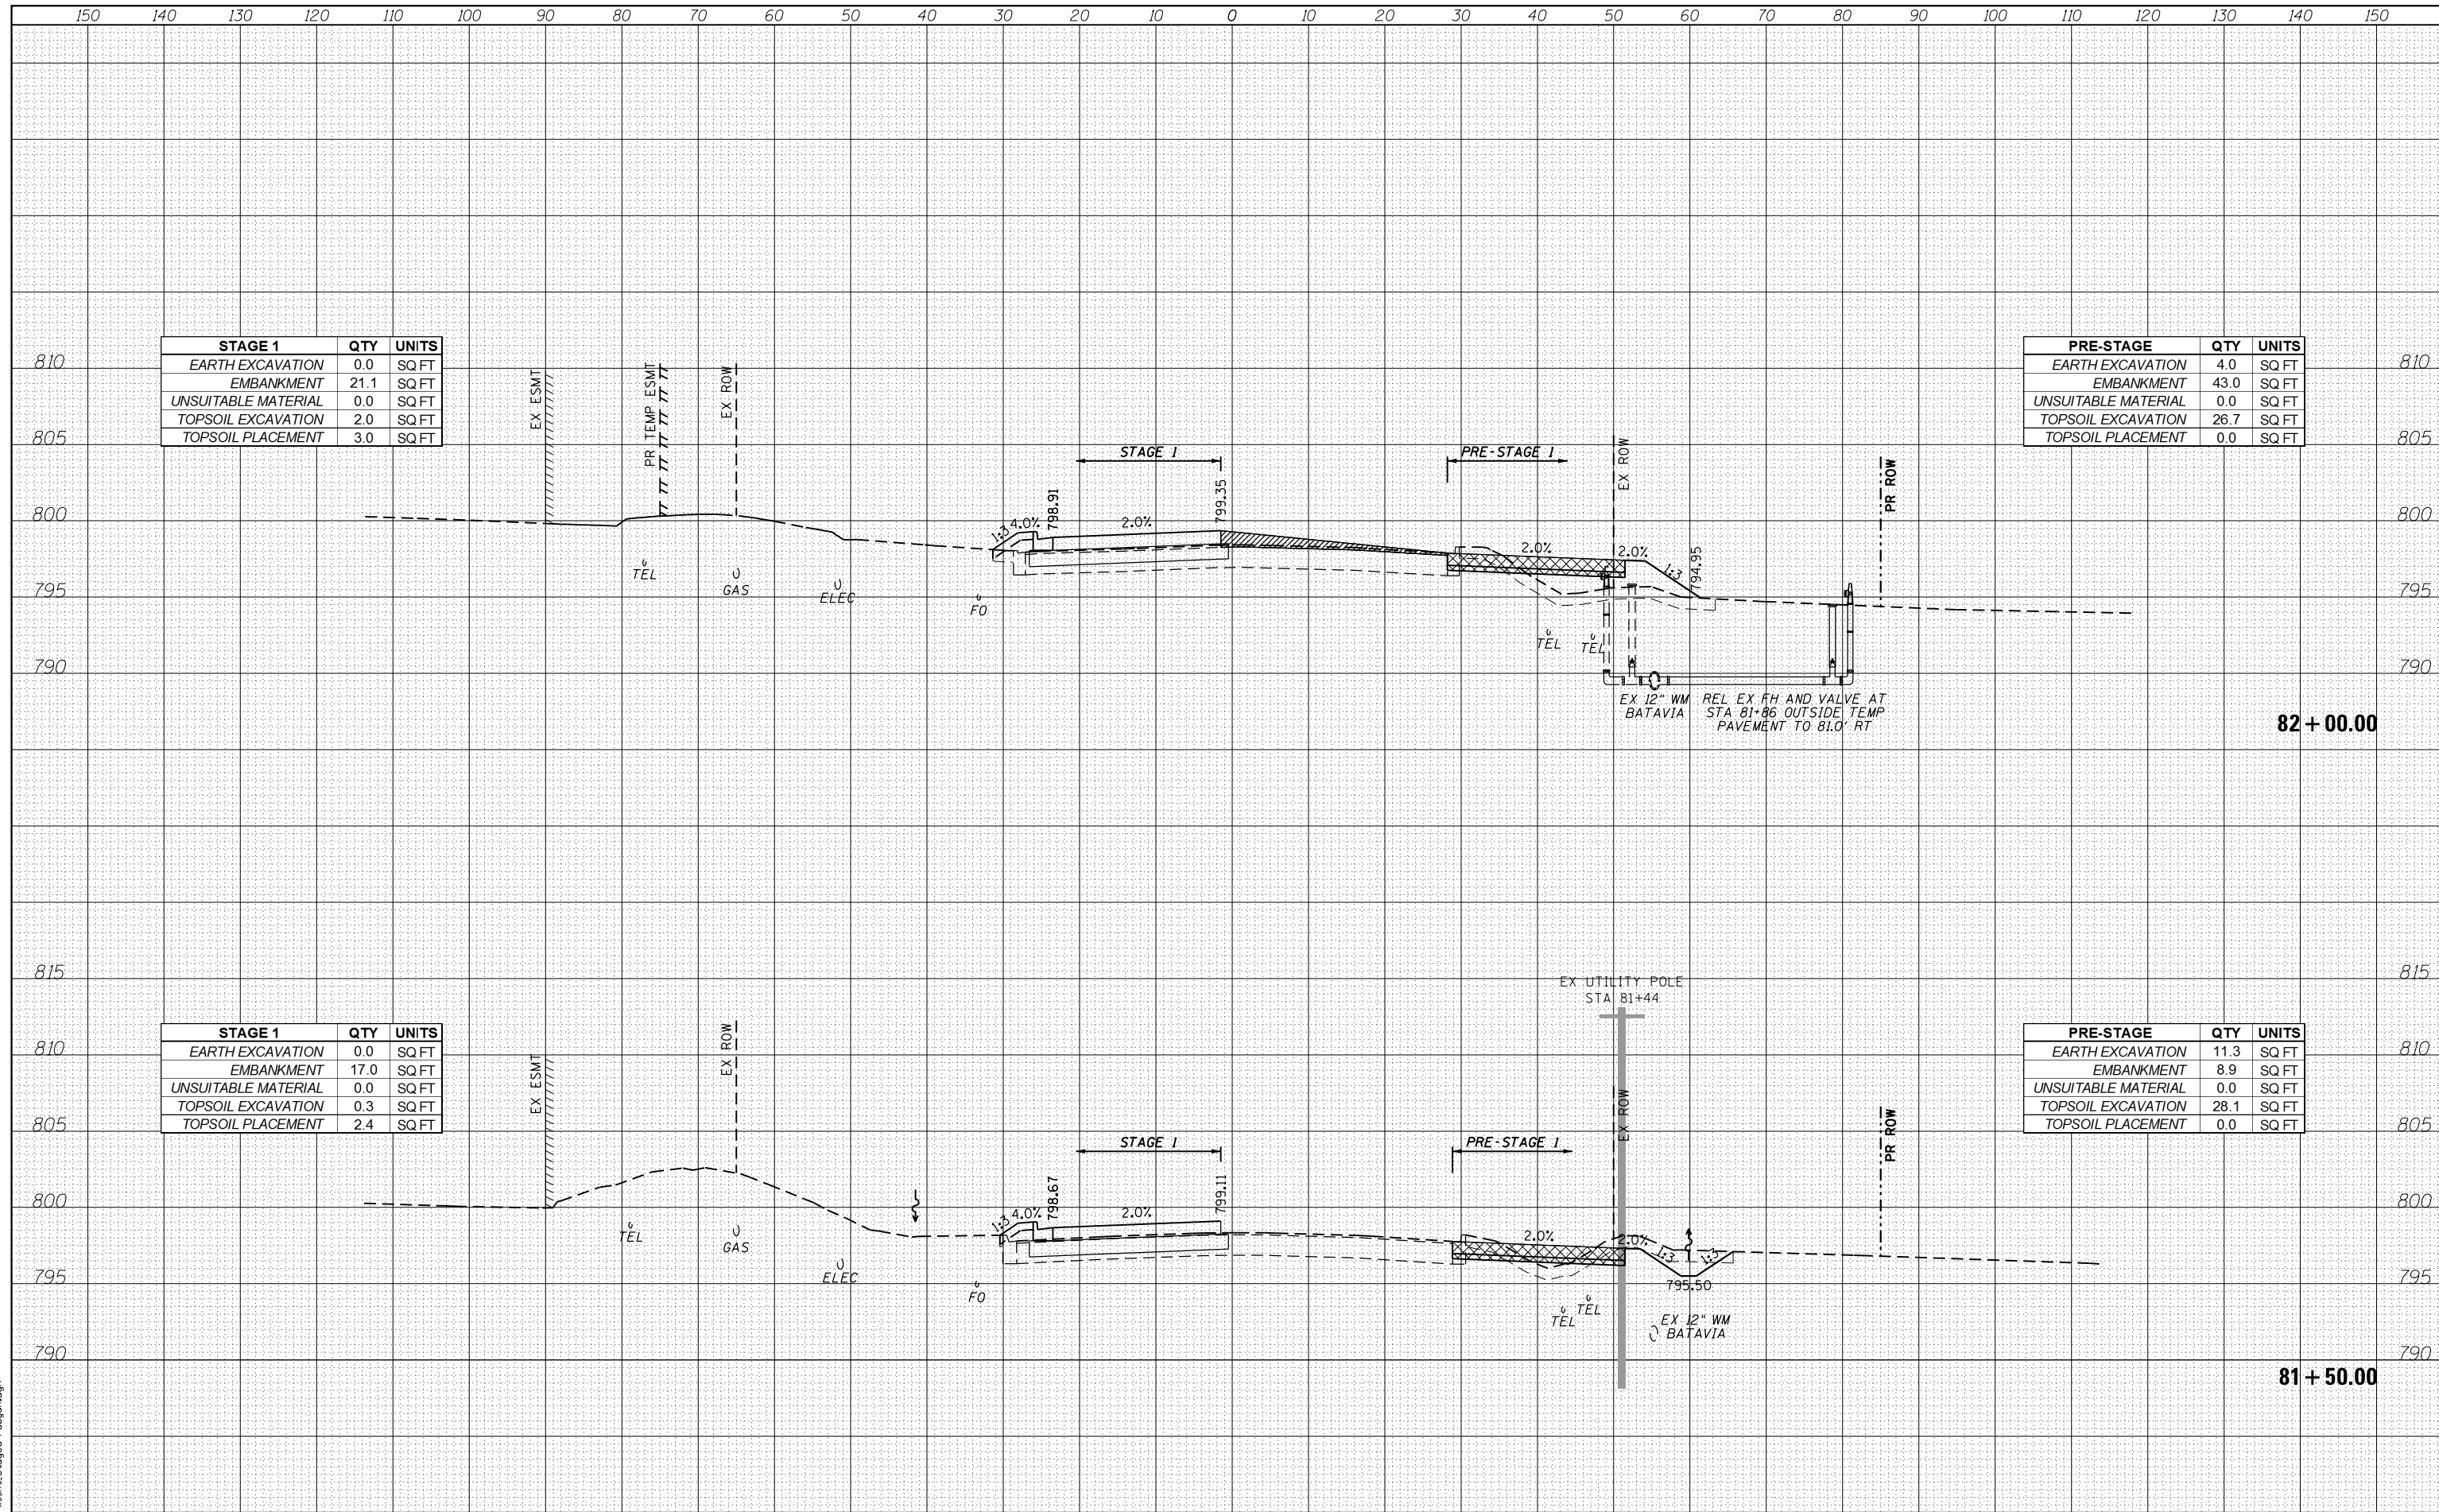 150 140 130 120 110 100 90 80 70 60 50 40 30 20 10 0 10 20 30 40 50 60 70 80 90 100 110 120 130 140 150
STAGE 1 QTY UNITS
EARTH EXCAVATION 0.0 SQ FT
EMBANKMENT 21.1 SQ FT
UNSUITABLE MATERIAL 0.0 SQ FT
TOPSOIL EXCAVATION 2.0 SQ FT
TOPSOIL PLACEMENT 3.0 SQ FT
PRE-STAGE QTY UNITS
EARTH EXCAVATION 4.0 SQ FT
EMBANKMENT 43.0 SQ FT
UNSUITABLE MATERIAL 0.0 SQ FT
TOPSOIL EXCAVATION 26.7 SQ FT
TOPSOIL PLACEMENT 0.0 SQ FT
810 810
805 805
800 800
795 795
790 790
EX ESMT
PR TEMP ESMT
EX ROW
STAGE 1
PRE-STAGE 1
EX ROW
PR ROW
1:3
4.0%
798.91
2.0%
799.35
2.0%
2.0%
1:3
794.95
TEL
GAS
ELEC
FO
TEL
TEL
EX 12" WM
BATAVIA
REL EX FH AND VALVE AT
STA 81+86 OUTSIDE TEMP
PAVEMENT TO 81.0' RT
82+00.00
815 815
EX UTILITY POLE
STA 81+44
STAGE 1 QTY UNITS
EARTH EXCAVATION 0.0 SQ FT
EMBANKMENT 17.0 SQ FT
UNSUITABLE MATERIAL 0.0 SQ FT
TOPSOIL EXCAVATION 0.3 SQ FT
TOPSOIL PLACEMENT 2.4 SQ FT
PRE-STAGE QTY UNITS
EARTH EXCAVATION 11.3 SQ FT
EMBANKMENT 8.9 SQ FT
UNSUITABLE MATERIAL 0.0 SQ FT
TOPSOIL EXCAVATION 28.1 SQ FT
TOPSOIL PLACEMENT 0.0 SQ FT
810 810
805 805
800 800
795 795
790 790
EX ESMT
EX ROW
STAGE 1
PRE-STAGE 1
EX ROW
PR ROW
1:3
4.0%
798.67
2.0%
799.11
2.0%
2.0%
1:3
1:3
795.50
TEL
GAS
ELEC
FO
TEL
TEL
EX 12" WM
BATAVIA
81+50.00